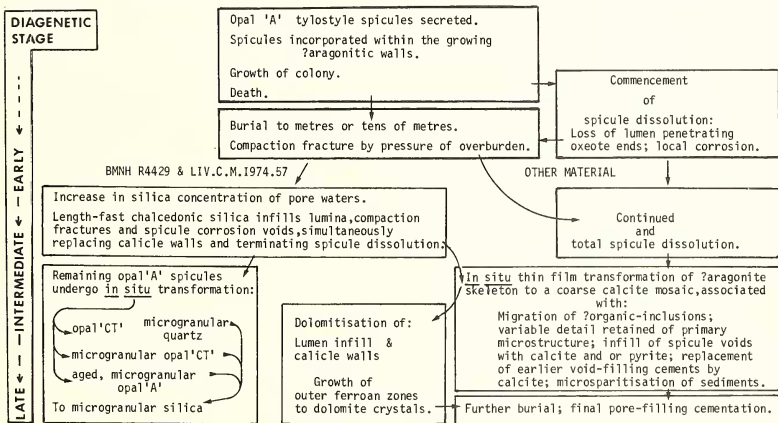 DIAGENETIC
STAGE
LATE ← — INTERMEDIATE ← — EARLY ←
Opal 'A' tylostyle spicules secreted.
Spicules incorporated within the growing
?aragonitic walls.
Growth of colony.
Death.
Commencement
of
spicule dissolution:
Loss of lumen penetrating
oxeote ends; local corrosion.
Burial to metres or tens of metres.
Compaction fracture by pressure of overburden.
BMNH R4429 & LIV.C.M.I974.57
OTHER MATERIAL
Increase in silica concentration of pore waters.
Length-fast chalcedonic silica infills lumina,compaction
fractures and spicule corrosion voids,simultaneously
replacing calicle walls and terminating spicule dissolution.
Continued
and
total spicule dissolution.
Remaining opal'A' spicules
undergo in situ transformation:
opal'CT'
microgranular
quartz
microgranular opal'CT'
aged, microgranular
opal'A'
To microgranular silica
Dolomitisation of:
Lumen infill &
calicle walls
Growth of
outer ferroan zones
to dolomite crystals.
In situ thin film transformation of ?aragonite
skeleton to a coarse calcite mosaic,associated
with:
Migration of ?organic-inclusions;
variable detail retained of primary
microstructure; infill of spicule voids
with calcite and or pyrite; replacement
of earlier void-filling cements by
calcite; microsparitisation of sediments.
Further burial; final pore-filling cementation.